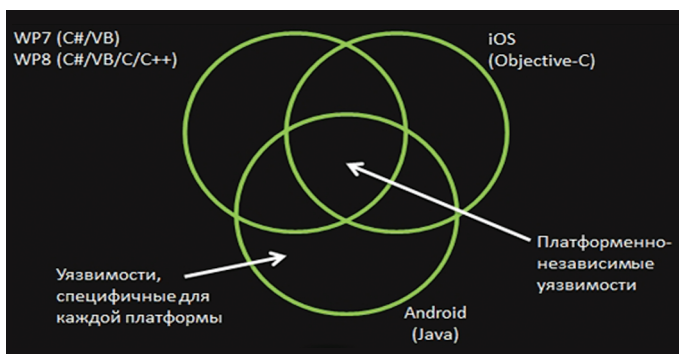 WP7 (C#/VB)
WP8 (C#/VB/C/C++)
iOS
(Objective-C)
Платформенно-
независимые
уязвимости
Уязвимости,
специфичные для
каждой платформы
Android
(Java)